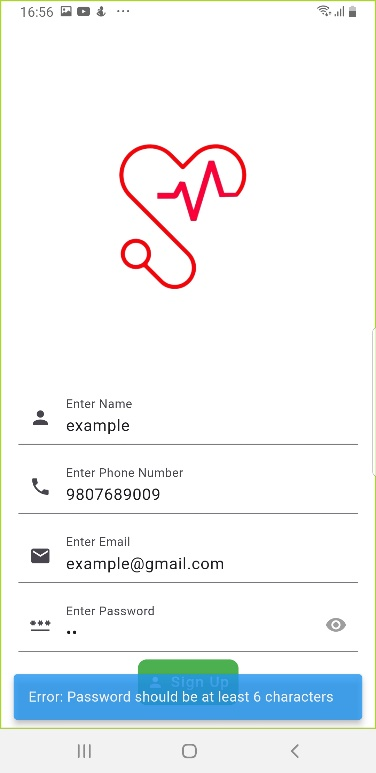 16:56
Enter Name
example
Enter Phone Number
9807689009
Enter Email
example@gmail.com
Enter Password
••
Sign Up
Error: Password should be at least 6 characters